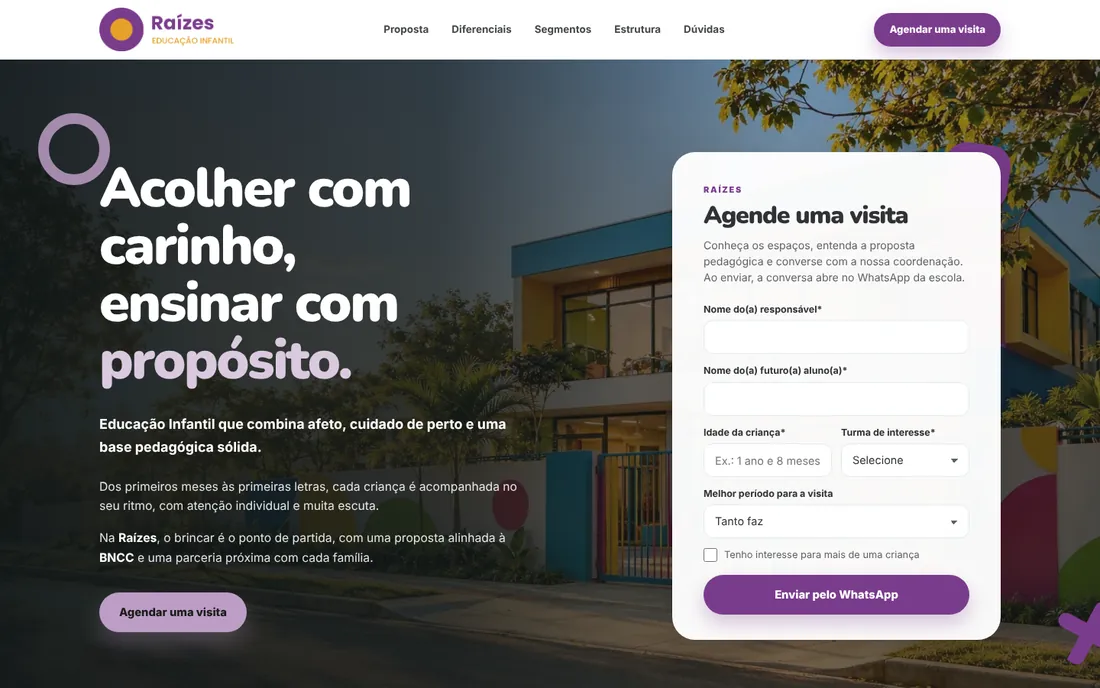 Raízes
EDUCAÇÃO INFANTIL
Proposta
Diferenciais
Segmentos
Estrutura
Dúvidas
Agendar uma visita
Acolher com
carinho,
ensinar com
propósito.
Educação Infantil que combina afeto, cuidado de perto e uma
base pedagógica sólida.
Dos primeiros meses às primeiras letras, cada criança é acompanhada no
seu ritmo, com atenção individual e muita escuta.
Na Raízes, o brincar é o ponto de partida, com uma proposta alinhada à
BNCC e uma parceria próxima com cada família.
Agendar uma visita
RAÍZES
Agende uma visita
Conheça os espaços, entenda a proposta
pedagógica e converse com a nossa coordenação.
Ao enviar, a conversa abre no WhatsApp da escola.
Nome do(a) responsável*
Nome do(a) futuro(a) aluno(a)*
Idade da criança*
Turma de interesse*
Ex.: 1 ano e 8 meses
Selecione
Melhor período para a visita
Tanto faz
Tenho interesse para mais de uma criança
Enviar pelo WhatsApp